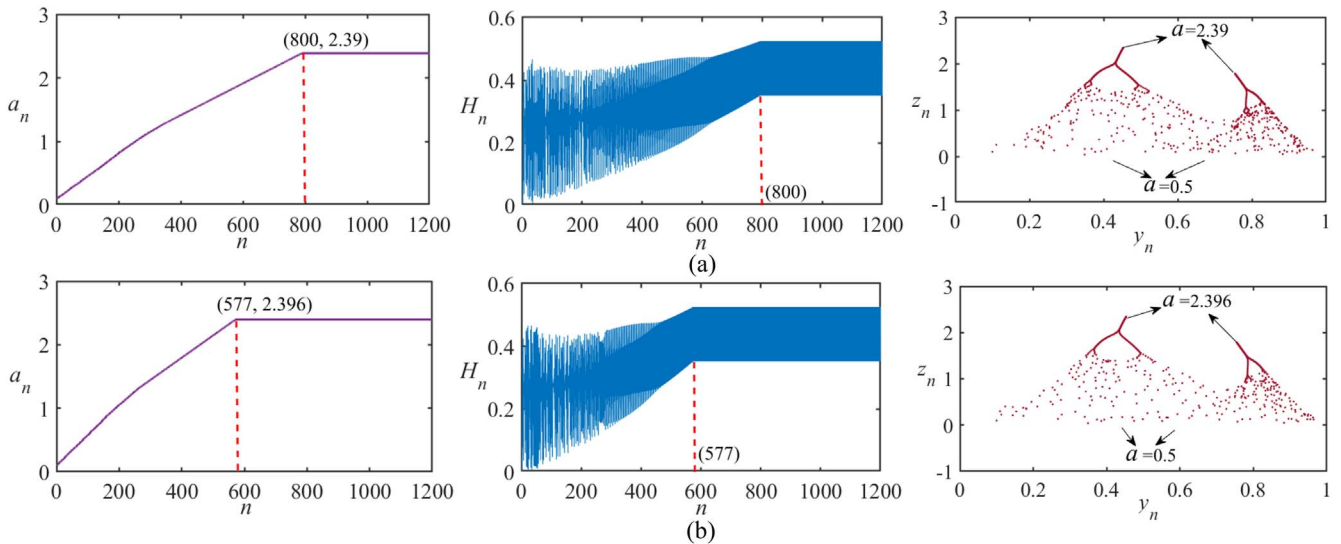 (a)
3
2
1
0
a_n
(800, 2.39)
0 200 400 600 800 1000 1200
n
0.6
0.4
0.2
0
H_n
(800)
0 200 400 600 800 1000 1200
n
3
2
1
0
-1
z_n
a=2.39
a=0.5
0 0.2 0.4 0.6 0.8 1
y_n
(a)
3
2
1
0
a_n
(577, 2.396)
0 200 400 600 800 1000 1200
n
0.6
0.4
0.2
0
H_n
(577)
0 200 400 600 800 1000 1200
n
3
2
1
0
-1
z_n
a=2.396
a=0.5
0 0.2 0.4 0.6 0.8 1
y_n
(b)